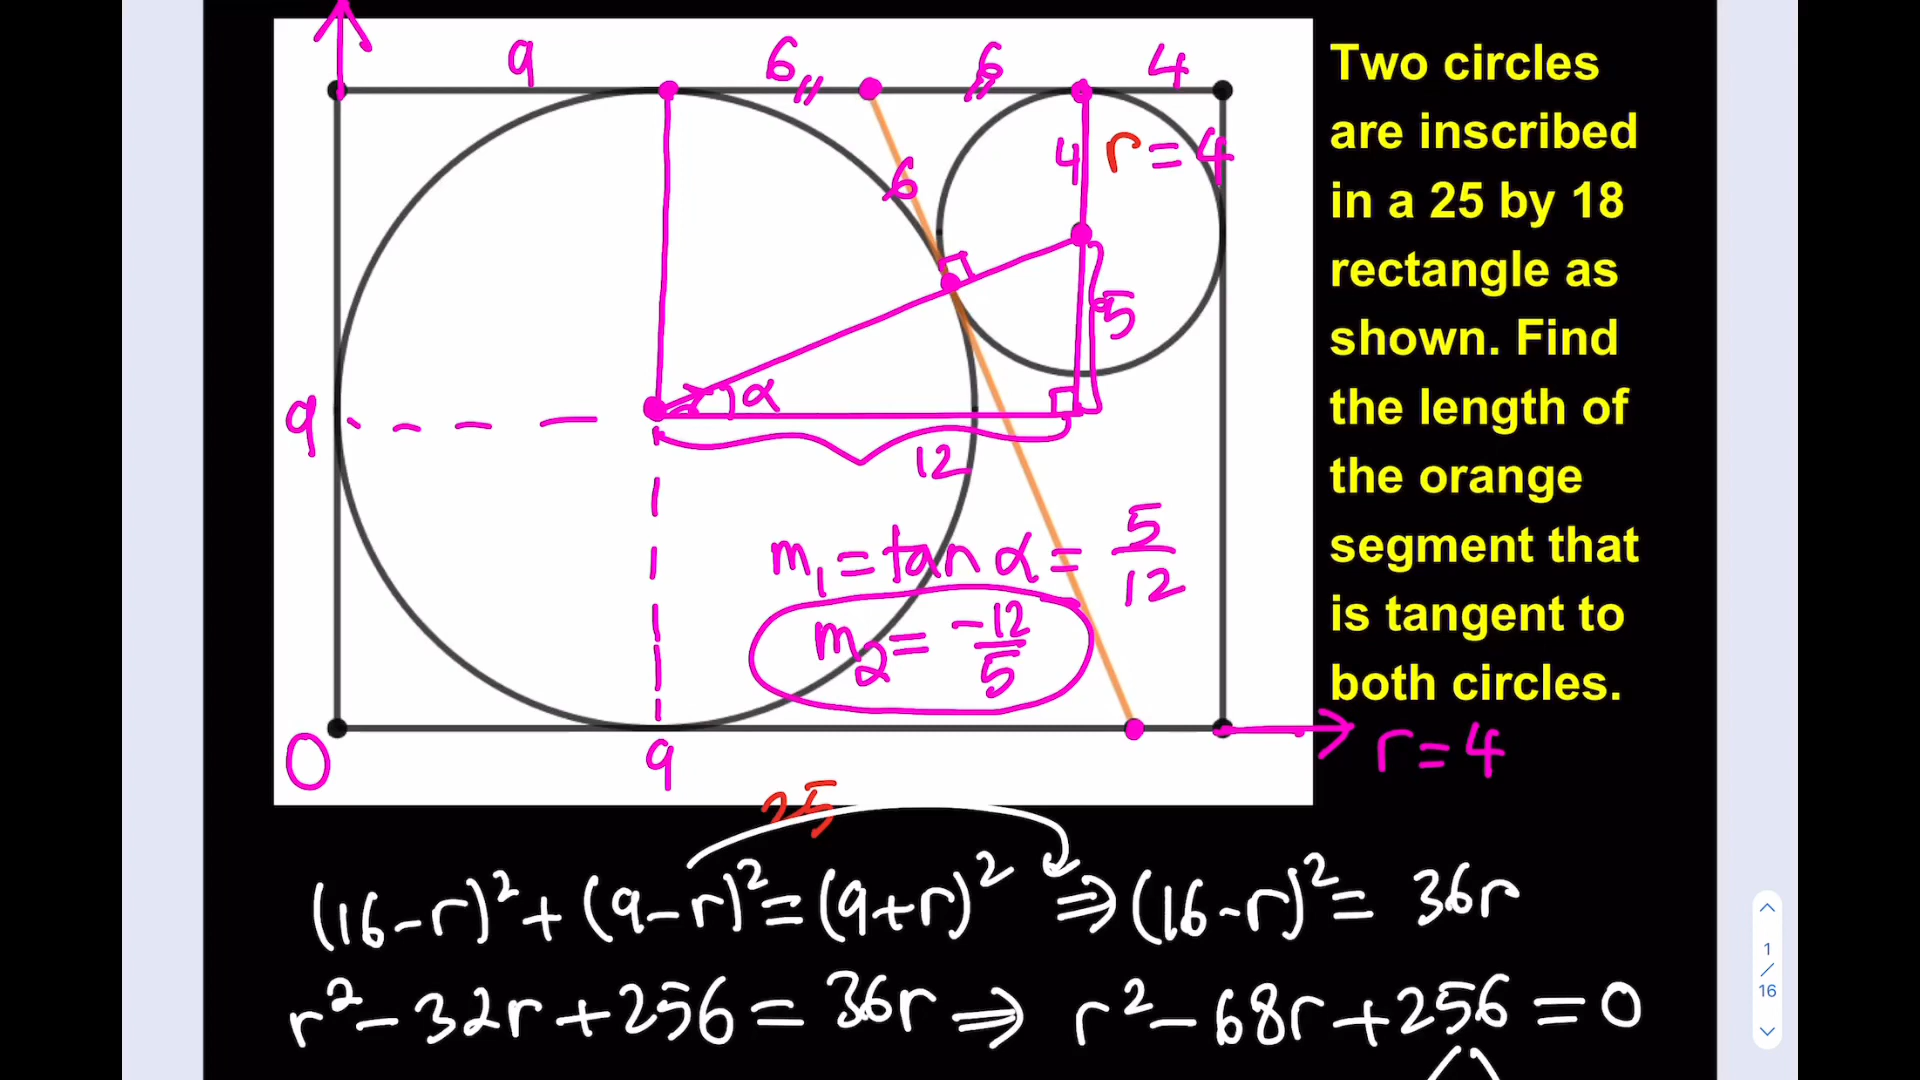 9 6 6 4
Two circles
are inscribed
in a 25 by 18
rectangle as
shown. Find
the length of
the orange
segment that
is tangent to
both circles.
4 r = 4
6
5
α
9
12
m₁ = tan α = 5/12
m₂ = -12/5
0 9
r = 4
25
(16-r)² + (9-r)² = (9+r)² ⇒ (16-r)² = 36r
r² - 32r + 256 = 36r ⇒ r² - 68r + 256 = 0
1
/
16